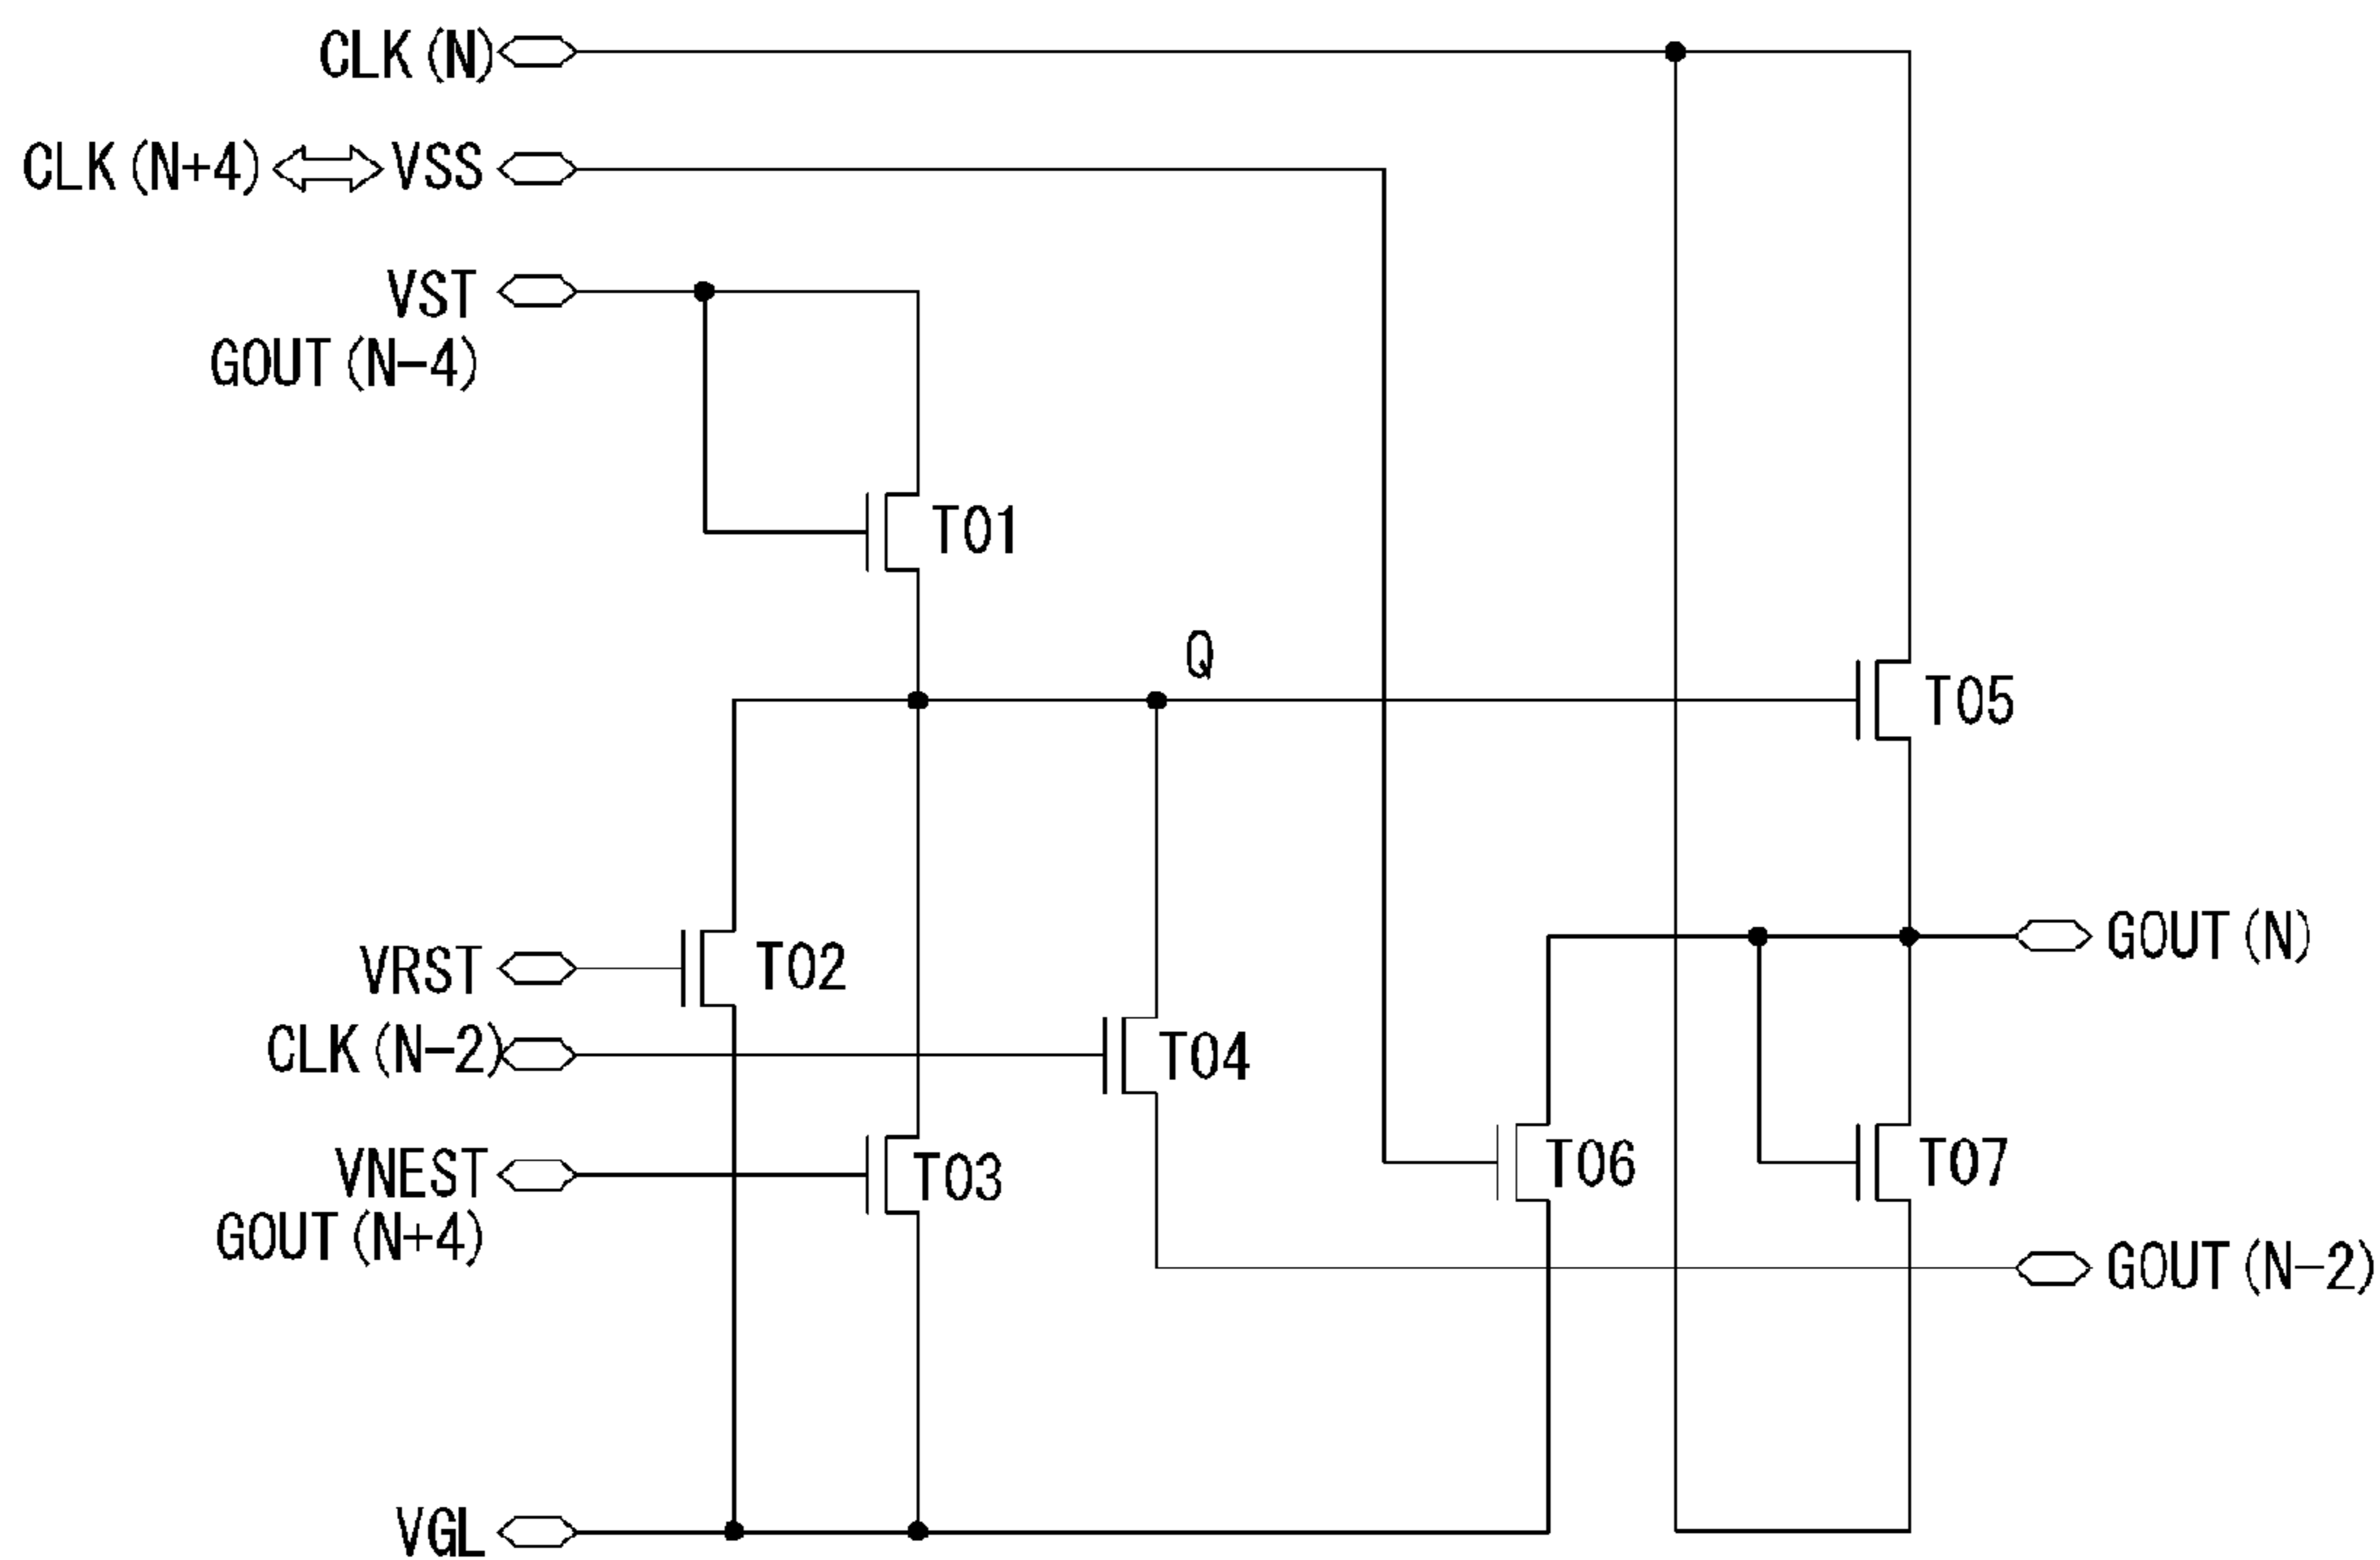 CLK(N)
CLK(N+4) VSS
VST
GOUT(N-4)
T01
Q
T05
GOUT(N)
VRST
T02
CLK(N-2)
T04
VNEST
T03
T06
T07
GOUT(N+4)
GOUT(N-2)
VGL